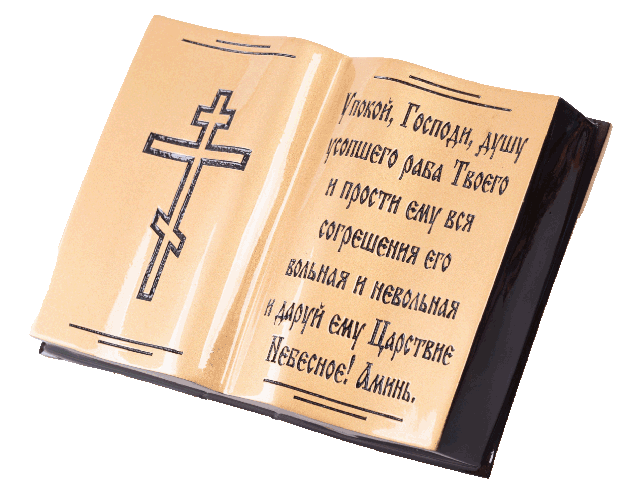 Упокой, Господи, душу
усопшего раба Твоего
и прости ему вся
согрешения его
вольная и невольная
и даруй ему Царствие
Небесное! Аминь.